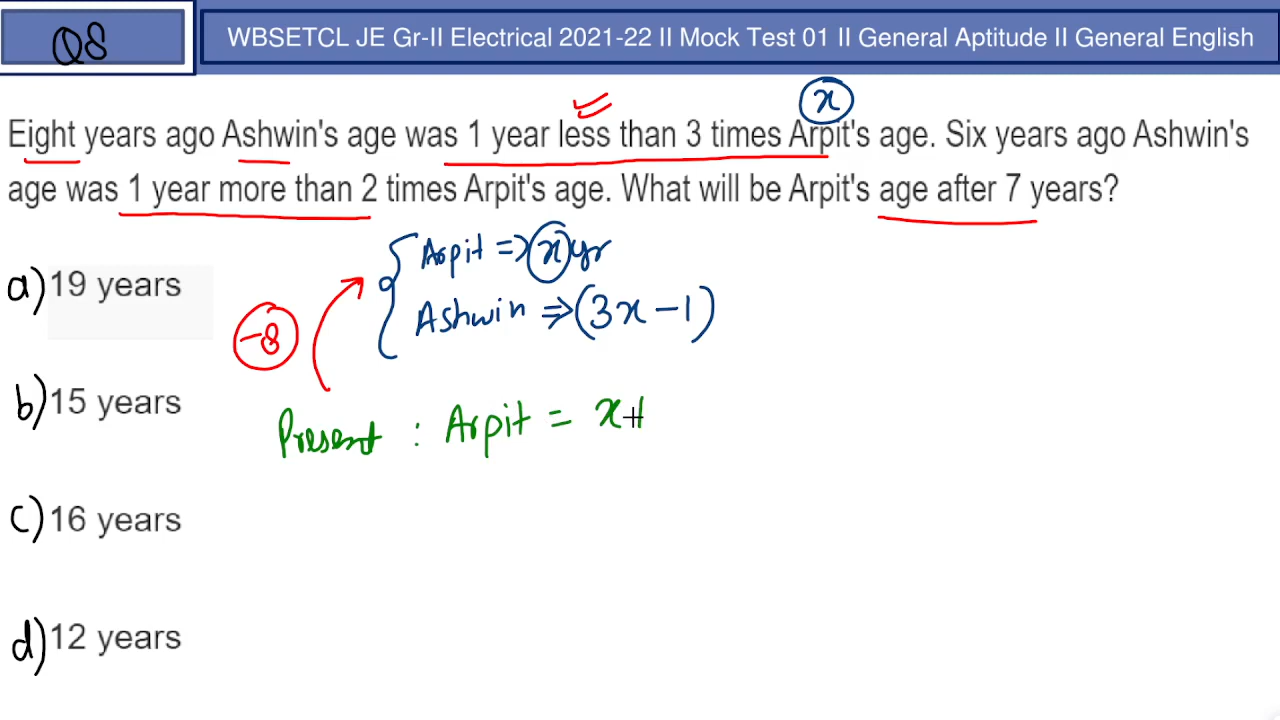 Q8
WBSETCL JE Gr-II Electrical 2021-22 II Mock Test 01 II General Aptitude II General English
x
Eight years ago Ashwin's age was 1 year less than 3 times Arpit's age. Six years ago Ashwin's
age was 1 year more than 2 times Arpit's age. What will be Arpit's age after 7 years?
Arpit => x yr
a) 19 years
Ashwin => (3x-1)
-8
b) 15 years
Present : Arpit = x+
c) 16 years
d) 12 years